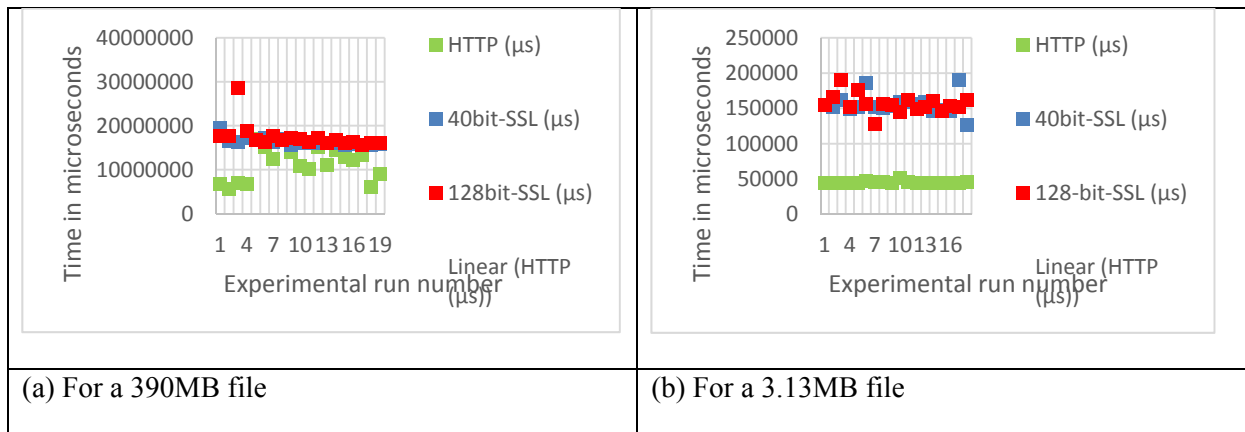 40000000
30000000
20000000
10000000
0
Time in microseconds
1 4 7 10 13 16 19
Experimental run number
HTTP (µs)
40bit-SSL (µs)
128bit-SSL (µs)
Linear (HTTP
(µs))
250000
200000
150000
100000
50000
0
Time in microseconds
1 4 7 10 13 16
Experimental run number
HTTP (µs)
40bit-SSL (µs)
128-bit-SSL (µs)
Linear (HTTP
(µs))
(a) For a 390MB file
(b) For a 3.13MB file